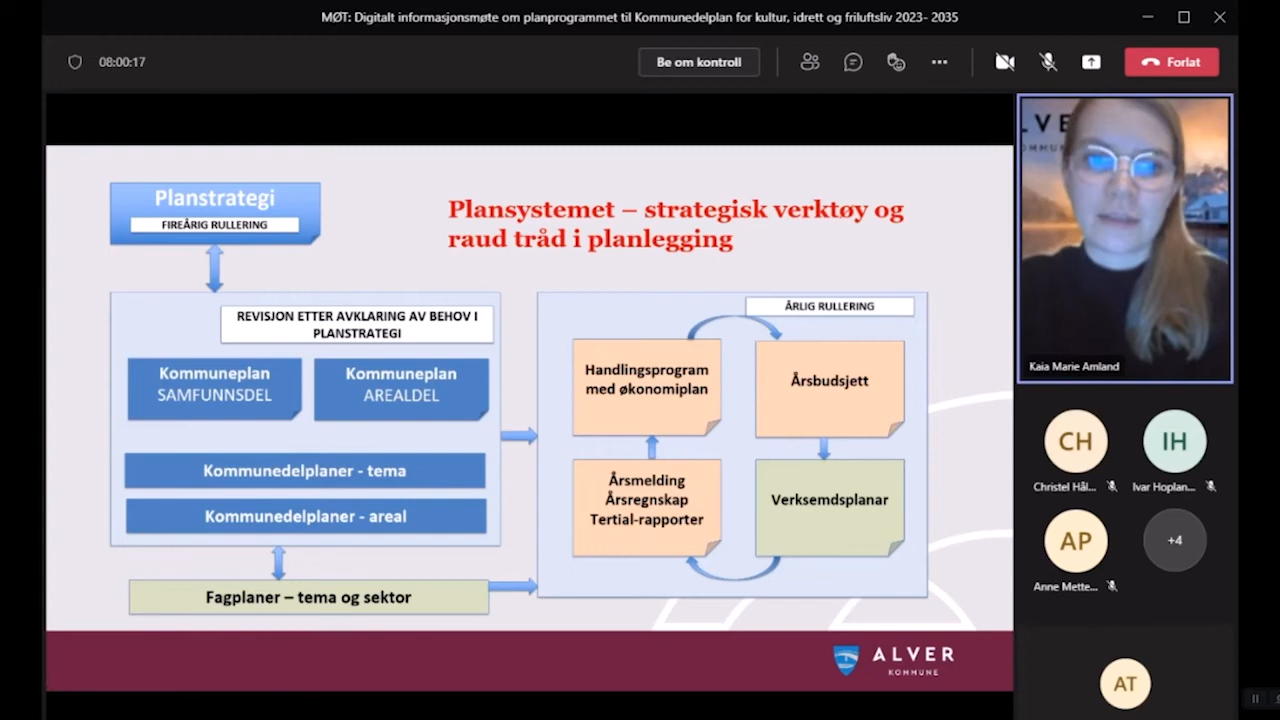 MØT: Digitalt informasjonsmøte om planprogrammet til Kommunedelplan for kultur, idrett og friluftsliv 2023- 2035
08:00:17
Be om kontroll
Forlat
Planstrategi
FIREÅRIG RULLERING
Plansystemet – strategisk verktøy og
raud tråd i planlegging
REVISJON ETTER AVKLARING AV BEHOV I
PLANSTRATEGI
Kommuneplan
SAMFUNNSDEL
Kommuneplan
AREALDEL
Kommunedelplaner - tema
Kommunedelplaner - areal
Fagplaner – tema og sektor
ÅRLIG RULLERING
Handlingsprogram
med økonomiplan
Årsbudsjett
Årsmelding
Årsregnskap
Tertial-rapporter
Verksemdsplanar
ALVER
KOMMUNE
LVE
Kaia Marie Amland
CH
Christel Hål...
IH
Ivar Hoplan...
AP
Anne Mette...
+4
AT